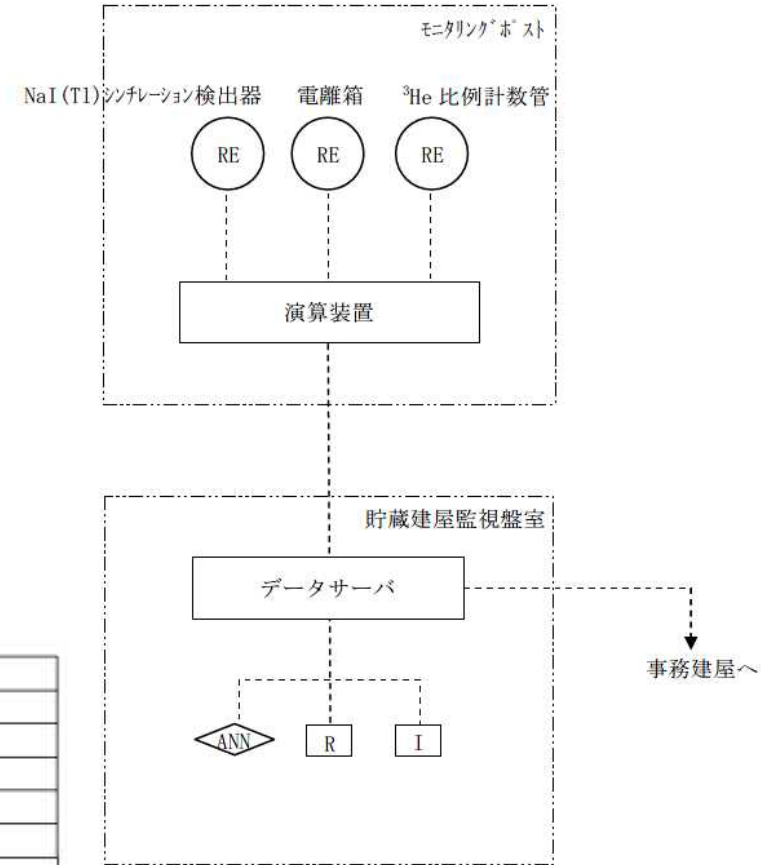 モニタリングポスト
NaI(Tl)シンチレーション検出器 電離箱 ³He 比例計数管
RE RE RE
演算装置
貯蔵建屋監視盤室
データサーバ
事務建屋へ
ANN R I